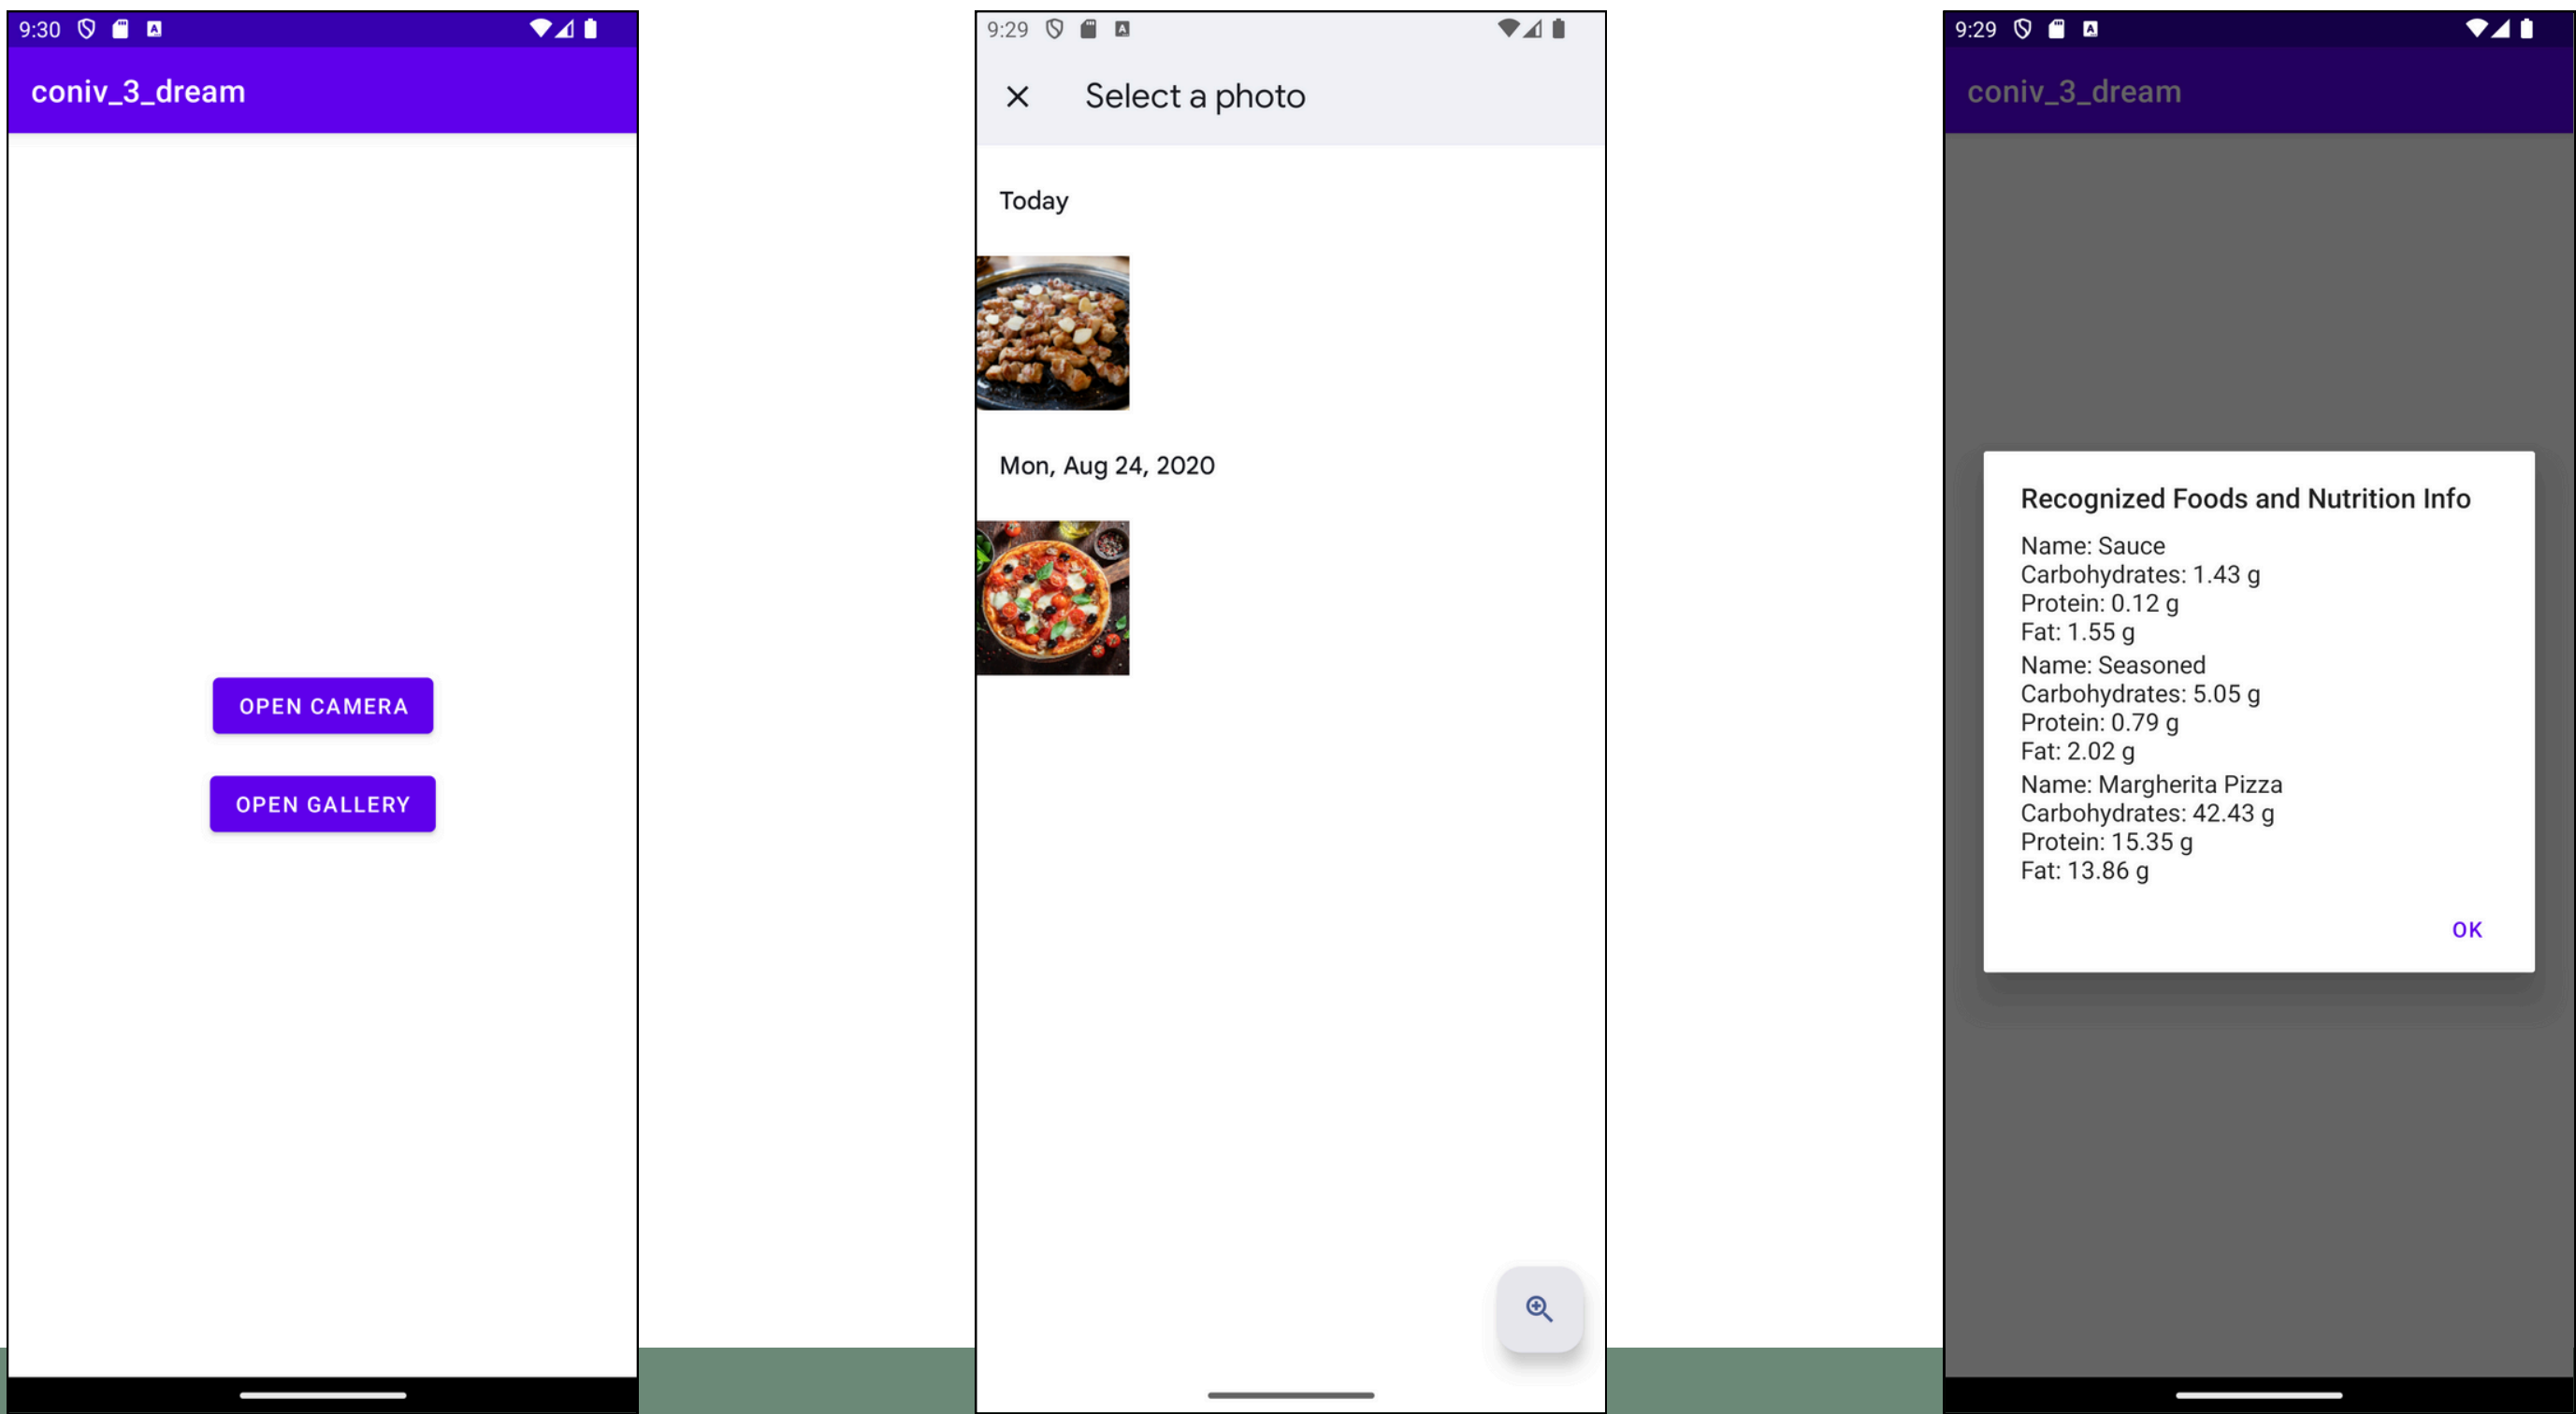 9:30
coniv_3_dream
OPEN CAMERA
OPEN GALLERY
9:29
Select a photo
Today
Mon, Aug 24, 2020
9:29
coniv_3_dream
Recognized Foods and Nutrition Info
Name: Sauce
Carbohydrates: 1.43 g
Protein: 0.12 g
Fat: 1.55 g
Name: Seasoned
Carbohydrates: 5.05 g
Protein: 0.79 g
Fat: 2.02 g
Name: Margherita Pizza
Carbohydrates: 42.43 g
Protein: 15.35 g
Fat: 13.86 g
OK